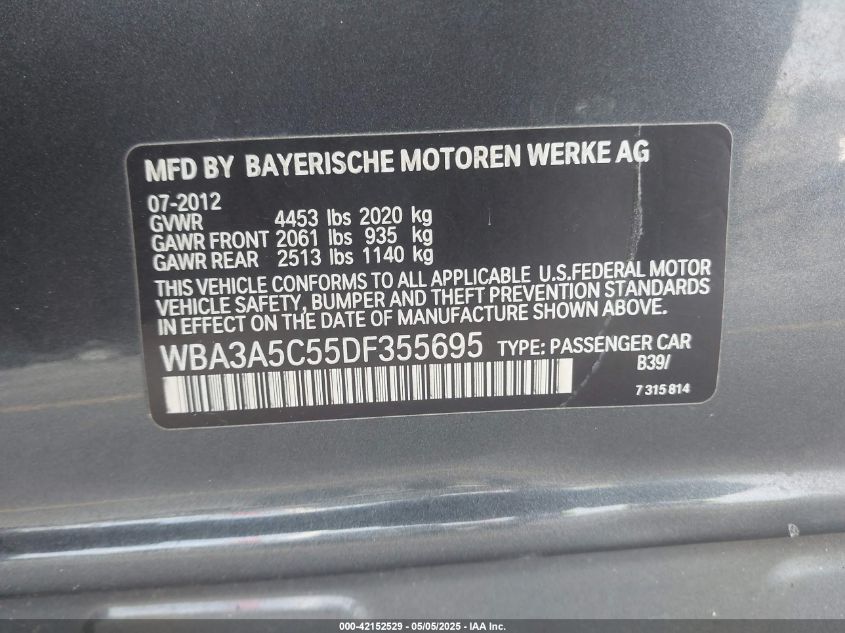 MFD BY BAYERISCHE MOTOREN WERKE AG
07-2012
GVWR 4453 lbs 2020 kg
GAWR FRONT 2061 lbs 935 kg
GAWR REAR 2513 lbs 1140 kg
THIS VEHICLE CONFORMS TO ALL APPLICABLE U.S.FEDERAL MOTOR
VEHICLE SAFETY, BUMPER AND THEFT PREVENTION STANDARDS
IN EFFECT ON THE DATE OF MANUFACTURE SHOWN ABOVE.
WBA3A5C55DF355695 TYPE: PASSENGER CAR
B39/
7 315 814
000-42152529 - 05/05/2025 - IAA Inc.